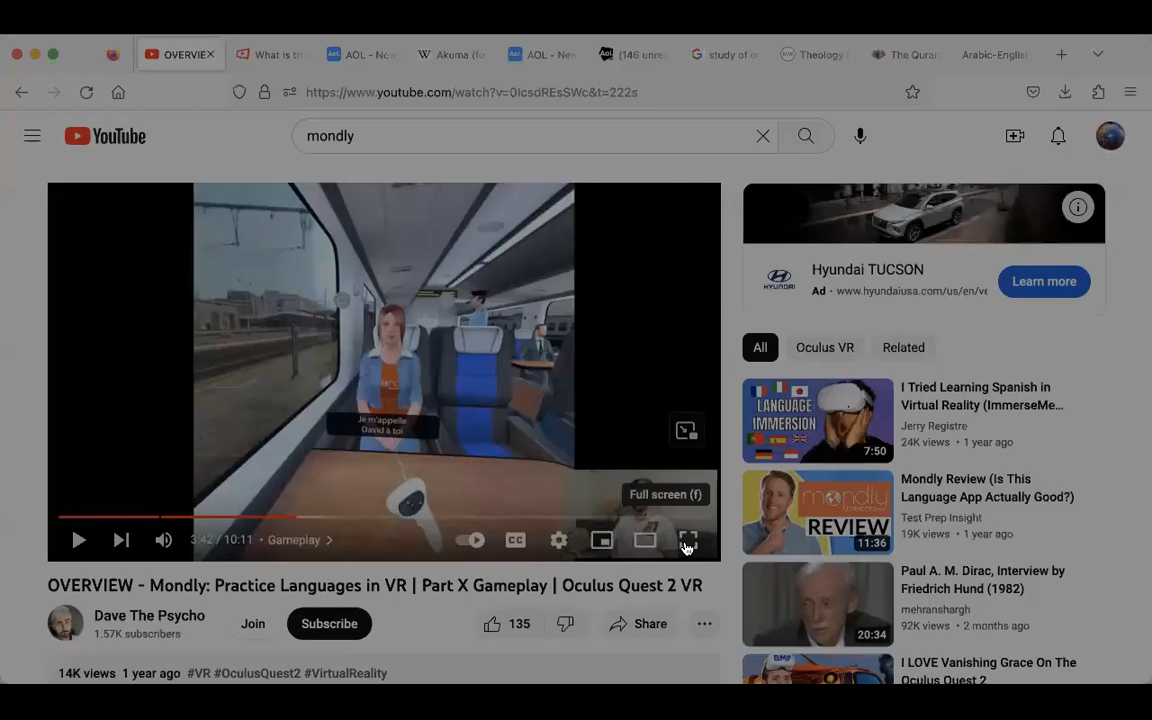 OVERVIE
What is th
AOL - New
Akuma (fo
AOL - New
Aol.
(146 unre
study of o
Theology
The Quran
Arabic-English
https://www.youtube.com/watch?v=0IcsdREsSWc&t=222s
YouTube
mondly
Je m'appelle
David à toi
Full screen (f)
3:42 / 10:11 • Gameplay
CC
OVERVIEW - Mondly: Practice Languages in VR | Part X Gameplay | Oculus Quest 2 VR
Dave The Psycho
1.57K subscribers
Join
Subscribe
135
Share
14K views 1 year ago #VR #OculusQuest2 #VirtualReality
HYUNDAI
Hyundai TUCSON
Ad · www.hyundaiusa.com/us/en/ve
Learn more
All
Oculus VR
Related
LANGUAGE
IMMERSION
7:50
I Tried Learning Spanish in
Virtual Reality (ImmerseMe...
Jerry Registre
24K views • 1 year ago
mondly
REVIEW
11:36
Mondly Review (Is This
Language App Actually Good?)
Test Prep Insight
19K views • 1 year ago
20:34
Paul A. M. Dirac, Interview by
Friedrich Hund (1982)
mehranshargh
92K views • 2 months ago
I LOVE Vanishing Grace On The
Oculus Quest 2